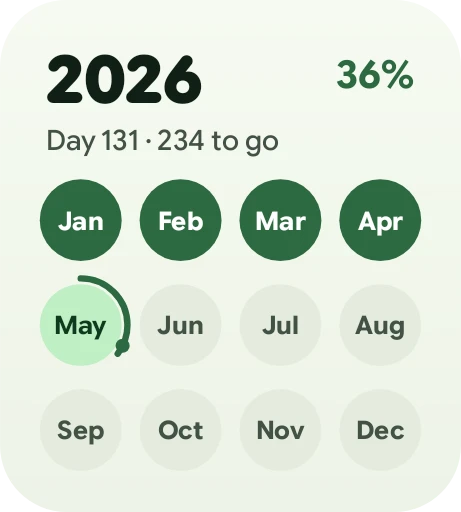 2026
36%
Day 131 · 234 to go
Jan Feb Mar Apr
May Jun Jul Aug
Sep Oct Nov Dec